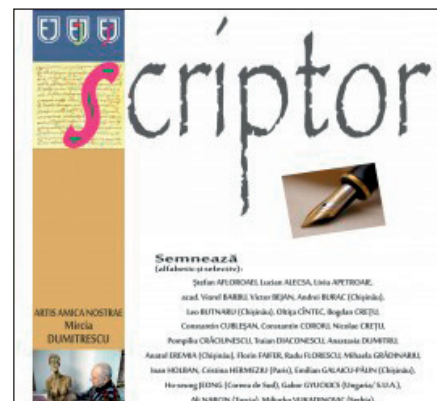 scriptor
Semnează
(alfabetic și selectiv):
Ștefan AFLOROAEI, Lucian ALECSA, Liviu APETROAIE,
acad. Viorel BARBU, Victor BEJAN, Andrei BURAC (Chișinău),
Leo BUTNARU (Chișinău), Oltița CÎNTEC, Bogdan CREȚU,
Constantin CUBLEȘAN, Constantin COROIU, Nicolae CREȚU,
Pompiliu CRĂCIUNESCU, Traian DIACONESCU, Anastasia DUMITRU,
Anatol EREMIA (Chișinău), Florin FAIFER, Radu FLORESCU, Mihaela GRĂDINARIU,
Ioan HOLBAN, Cristina HERMEZIU (Paris), Emilian GALAICU-PĂUN (Chișinău),
Ho-seung JEONG (Coreea de Sud), Gabor GYUKICS (Ungaria/ S.U.A.),
ARTIS AMICA NOSTRAE
Mircia
DUMITRESCU